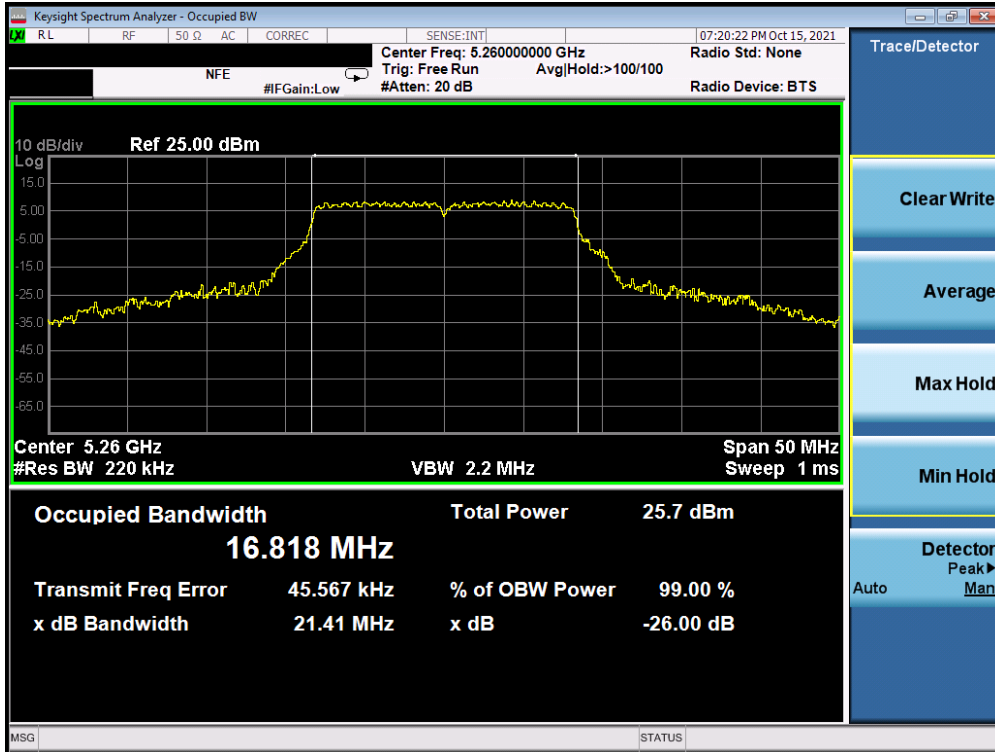 Keysight Spectrum Analyzer - Occupied BW
LXI RL RF 50 Ω AC CORREC SENSE:INT 07:20:22 PM Oct 15, 2021
Center Freq: 5.260000000 GHz Radio Std: None
NFE Trig: Free Run Avg|Hold:>100/100
#IFGain:Low #Atten: 20 dB Radio Device: BTS
10 dB/div Ref 25.00 dBm
Log
15.0
5.00
-5.00
-15.0
-25.0
-35.0
-45.0
-55.0
-65.0
Center 5.26 GHz Span 50 MHz
#Res BW 220 kHz VBW 2.2 MHz Sweep 1 ms
Occupied Bandwidth Total Power 25.7 dBm
16.818 MHz
Transmit Freq Error 45.567 kHz % of OBW Power 99.00 %
x dB Bandwidth 21.41 MHz x dB -26.00 dB
MSG STATUS
Trace/Detector
Clear Write
Average
Max Hold
Min Hold
Detector
Peak▶
Auto Man